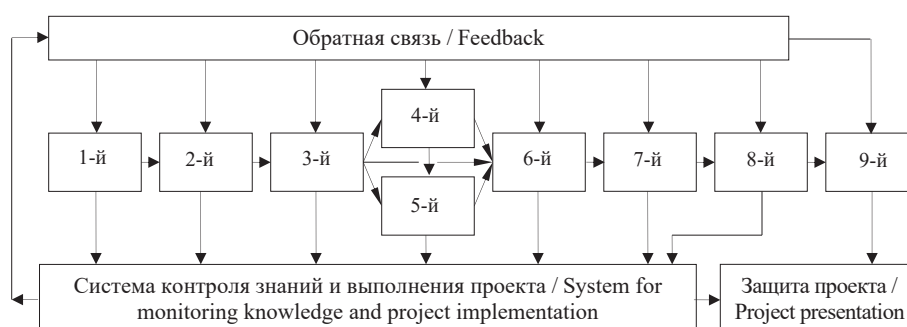 Обратная связь / Feedback
4-й
1-й
2-й
3-й
6-й
7-й
8-й
9-й
5-й
Система контроля знаний и выполнения проекта / System for
monitoring knowledge and project implementation
Защита проекта /
Project presentation